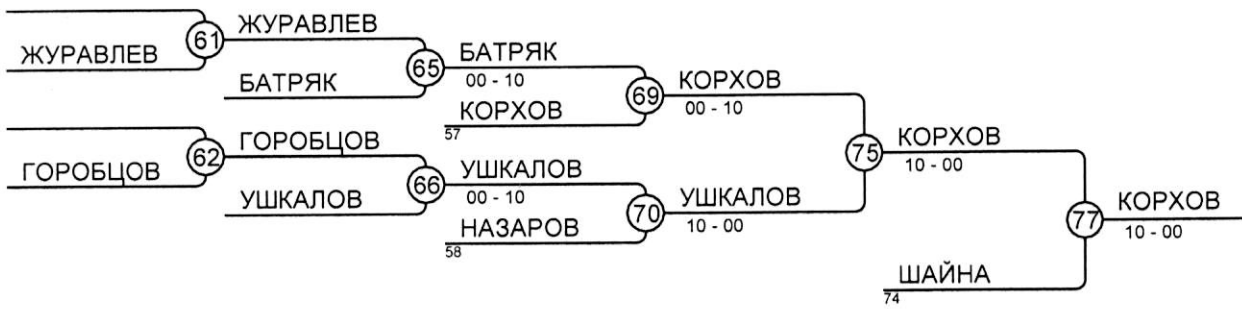 ЖУРАВЛЕВ
61
ЖУРАВЛЕВ
БАТРЯК
65
БАТРЯК
00 - 10
КОРХОВ
57
69
КОРХОВ
00 - 10
ГОРОБЦОВ
62
ГОРОБЦОВ
УШКАЛОВ
66
УШКАЛОВ
00 - 10
НАЗАРОВ
58
70
УШКАЛОВ
10 - 00
75
КОРХОВ
10 - 00
ШАЙНА
74
77
КОРХОВ
10 - 00